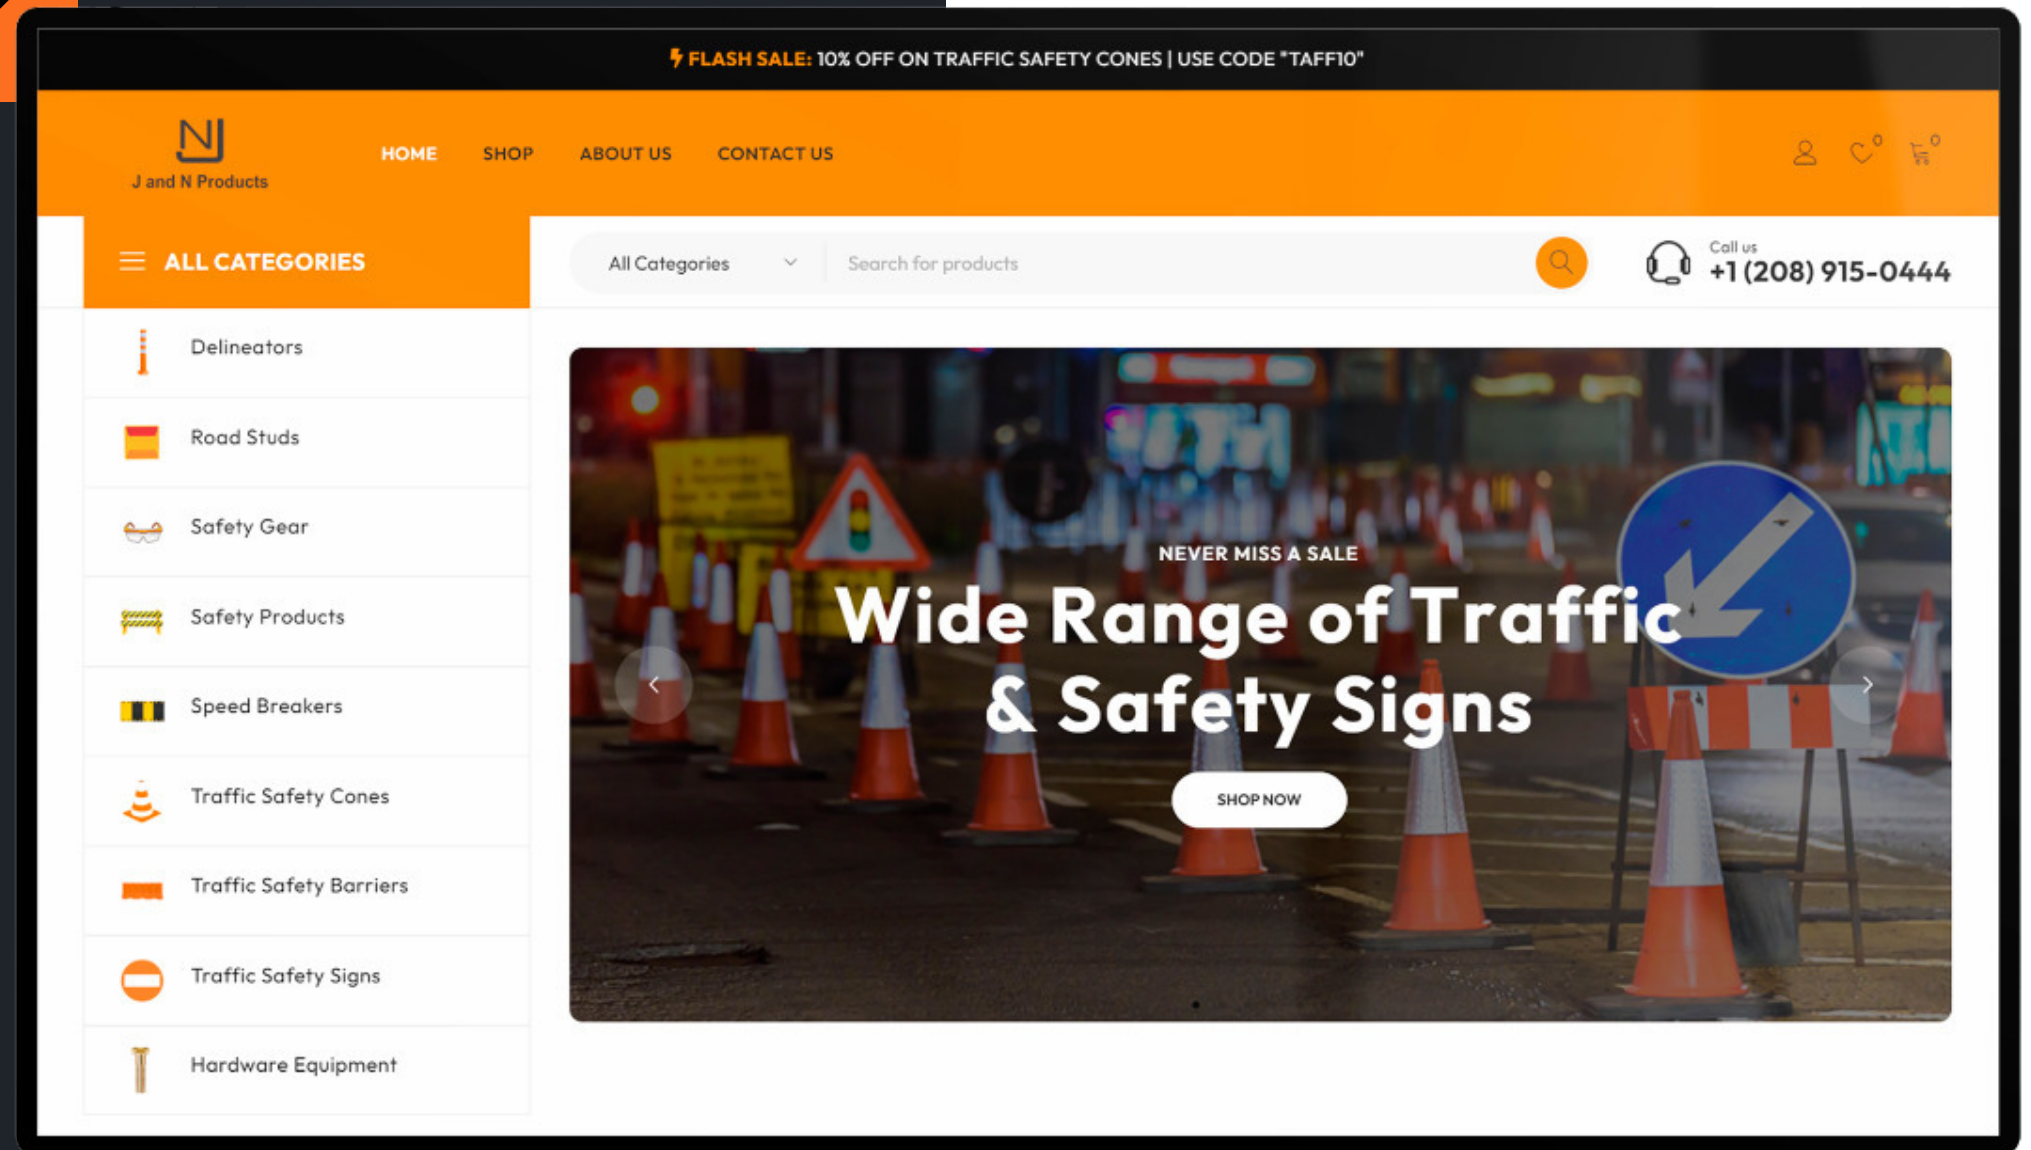 FLASH SALE: 10% OFF ON TRAFFIC SAFETY CONES | USE CODE "TAFF10"
NJ
J and N Products
HOME SHOP ABOUT US CONTACT US
0 0
ALL CATEGORIES
All Categories Search for products
Call us
+1 (208) 915-0444
Delineators
Road Studs
Safety Gear
Safety Products
Speed Breakers
Traffic Safety Cones
Traffic Safety Barriers
Traffic Safety Signs
Hardware Equipment
NEVER MISS A SALE
Wide Range of Traffic
& Safety Signs
SHOP NOW